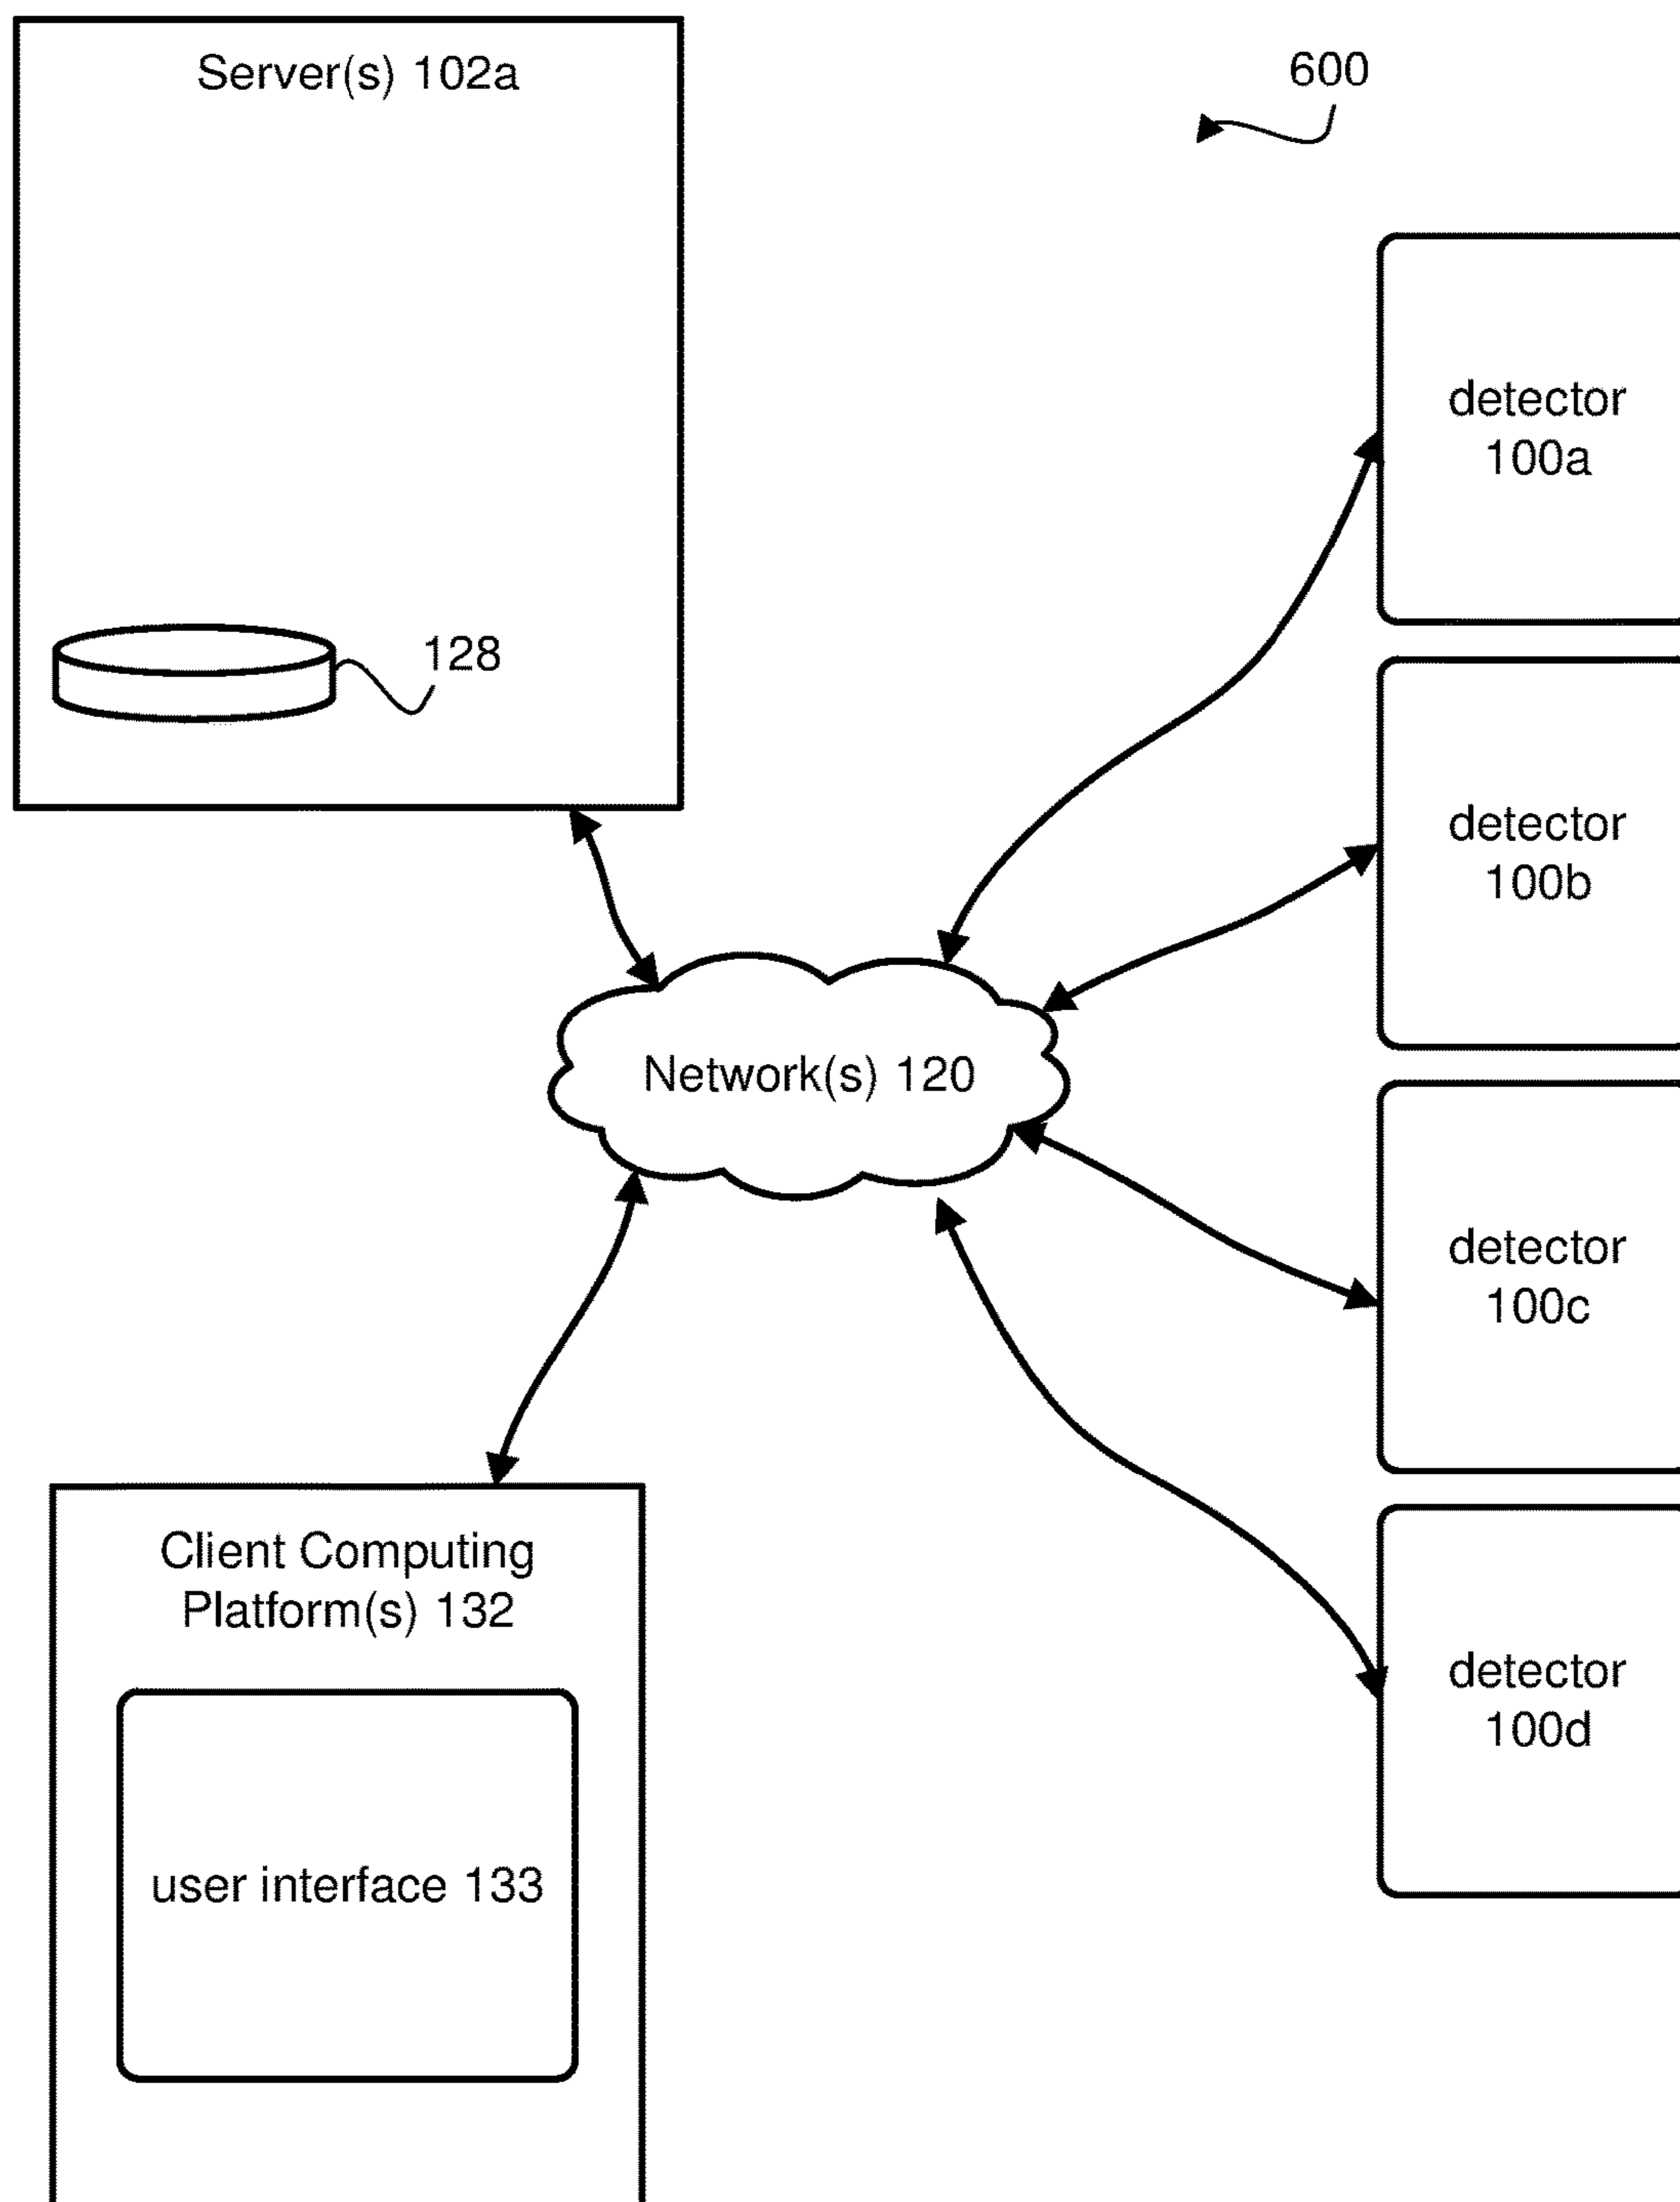 Server(s) 102a
600
128
detector
100a
detector
100b
Network(s) 120
detector
100c
detector
100d
Client Computing
Platform(s) 132
user interface 133